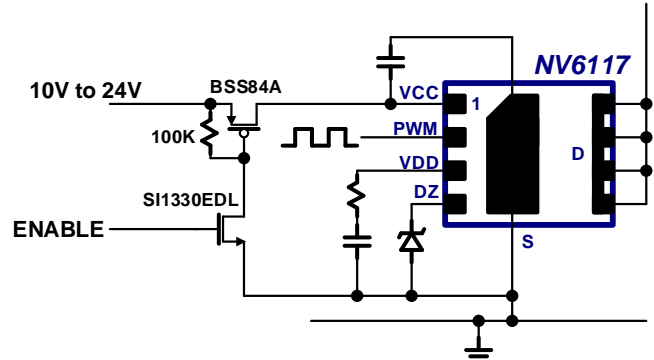 NV6117
BSS84A
10V to 24V
VCC
1
100K
PWM
D
VDD
DZ
SI1330EDL
ENABLE
S